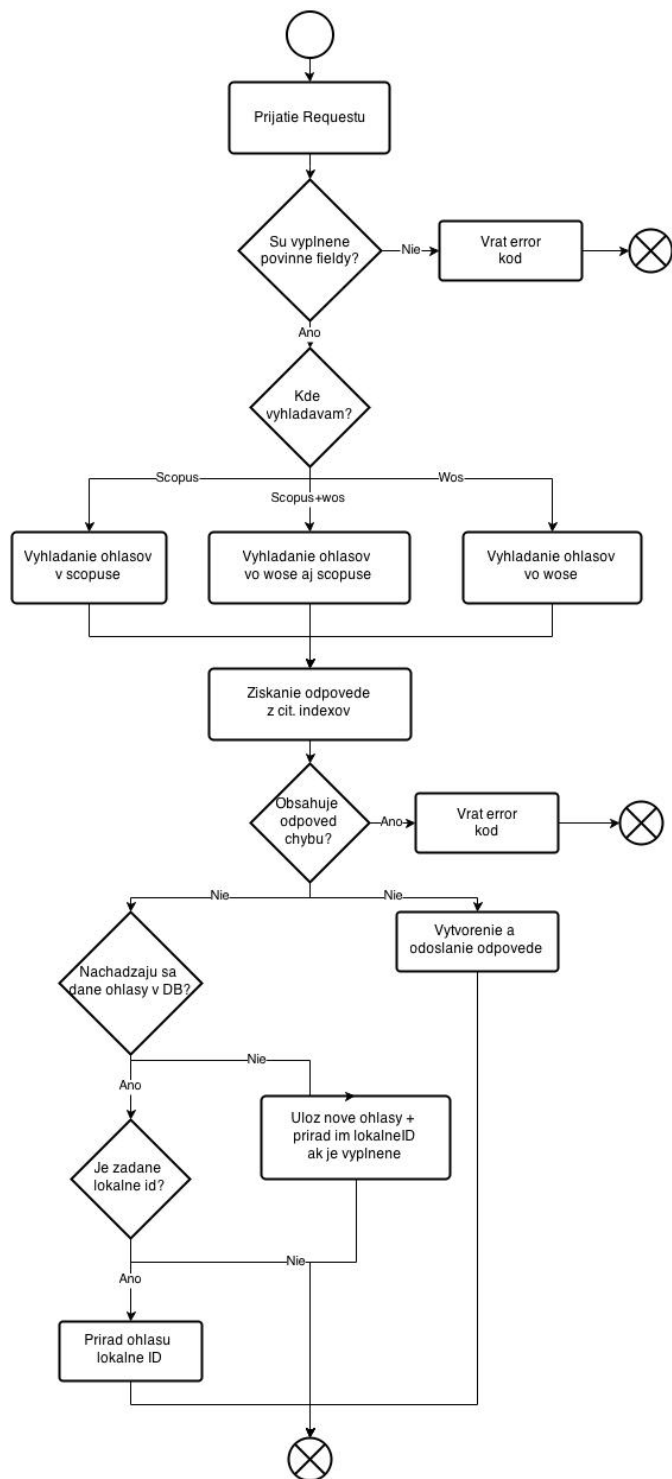 Prijatie Requestu
Su vyplnene
povinne fieldy?
Nie
Vrat error
kod
Ano
Kde
vyhladavam?
Scopus
Scopus+wos
Wos
Vyhladanie ohlasov
v scopuse
Vyhladanie ohlasov
vo wose aj scopuse
Vyhladanie ohlasov
vo wose
Ziskanie odpovede
z cit. indexov
Obsahuje
odpoved
chybu?
Ano
Vrat error
kod
Nie
Nie
Vytvorenie a
odoslanie odpovede
Nachadzaju sa
dane ohlasy v DB?
Nie
Ano
Uloz nove ohlasy +
prirad im lokalneID
ak je vyplnene
Je zadane
lokalne id?
Nie
Ano
Prirad ohlasu
lokalne ID